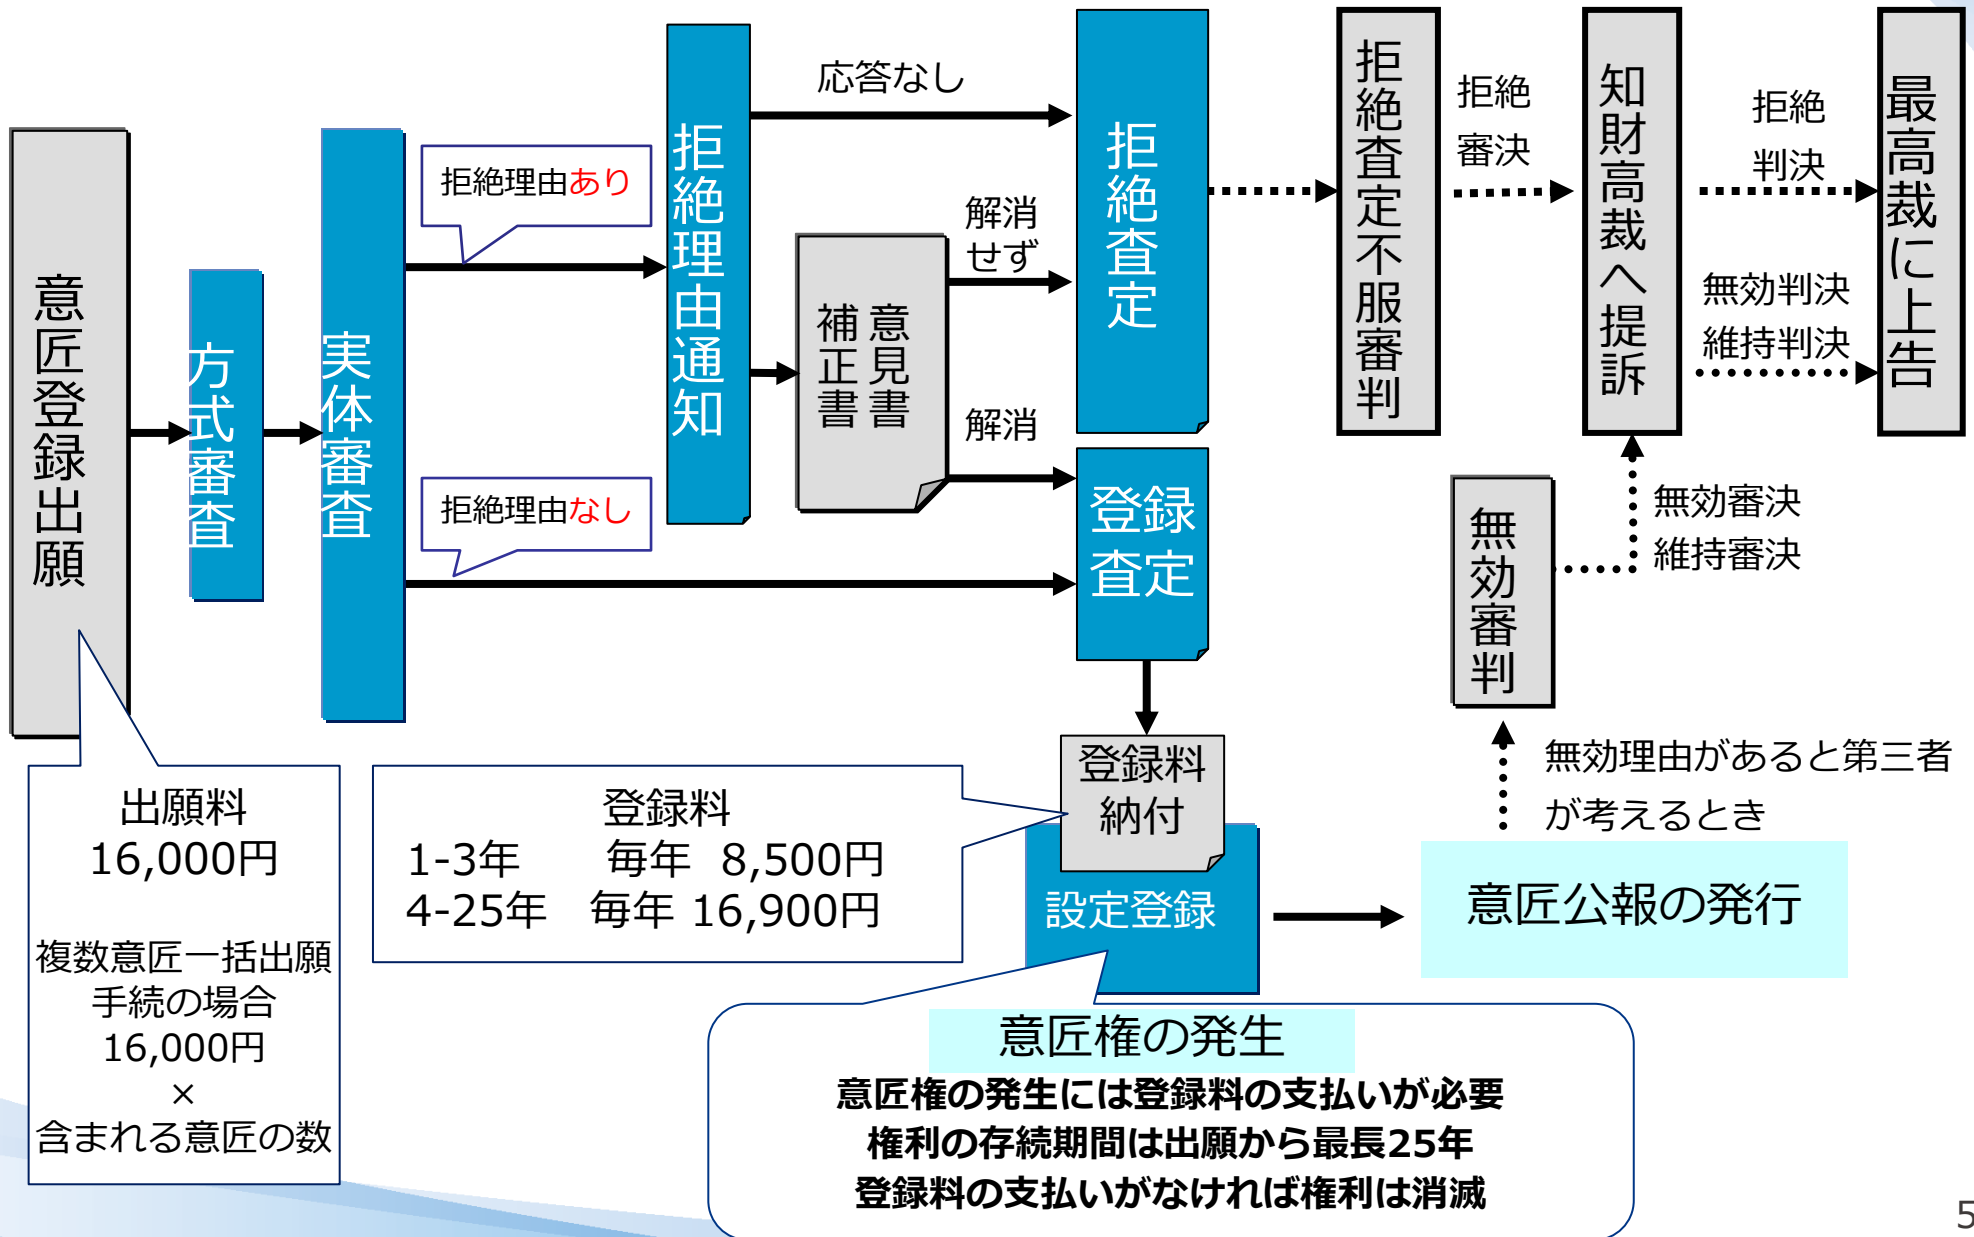 意匠登録出願
方式審査
実体審査
拒絶理由あり
拒絶理由なし
拒絶理由通知
応答なし
意見書
補正書
解消
せず
解消
拒絶査定
登録
査定
拒絶査定不服審判
拒絶
審決
知財高裁へ提訴
拒絶
判決
無効判決
維持判決
最高裁に上告
無効審判
無効審決
維持審決
無効理由があると第三者
が考えるとき
登録料
納付
設定登録
意匠公報の発行
出願料
16,000円
複数意匠一括出願
手続の場合
16,000円
×
含まれる意匠の数
登録料
1-3年 毎年 8,500円
4-25年 毎年 16,900円
意匠権の発生
意匠権の発生には登録料の支払いが必要
権利の存続期間は出願から最長25年
登録料の支払いがなければ権利は消滅
5